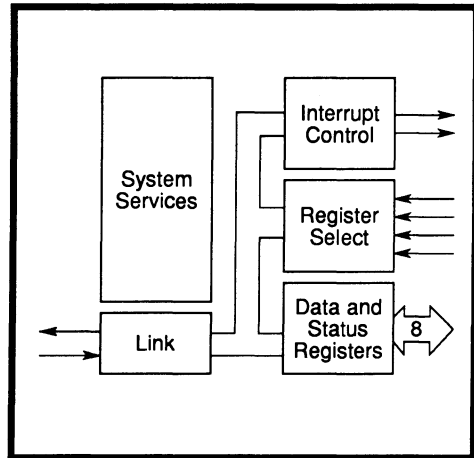 Interrupt
Control
System
Services
Register
Select
Link
Data and
Status
Registers
8